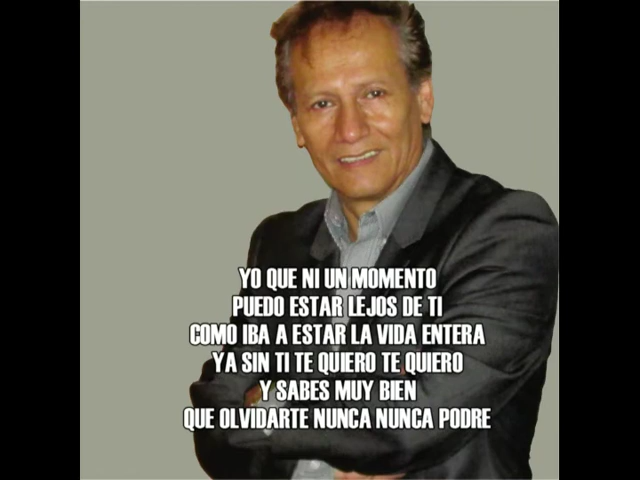 YO QUE NI UN MOMENTO
PUEDO ESTAR LEJOS DE TI
COMO IBA A ESTAR LA VIDA ENTERA
YA SIN TI TE QUIERO TE QUIERO
Y SABES MUY BIEN
QUE OLVIDARTE NUNCA NUNCA PODRE